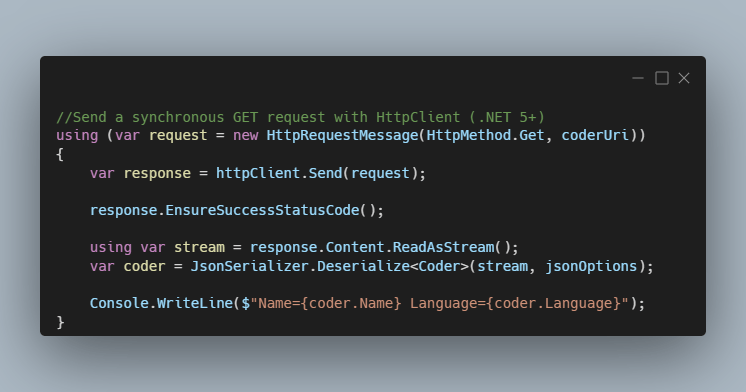 //Send a synchronous GET request with HttpClient (.NET 5+)
using (var request = new HttpRequestMessage(HttpMethod.Get, coderUri))
{
    var response = httpClient.Send(request);

    response.EnsureSuccessStatusCode();

    using var stream = response.Content.ReadAsStream();
    var coder = JsonSerializer.Deserialize<Coder>(stream, jsonOptions);

    Console.WriteLine($"Name={coder.Name} Language={coder.Language}");
}